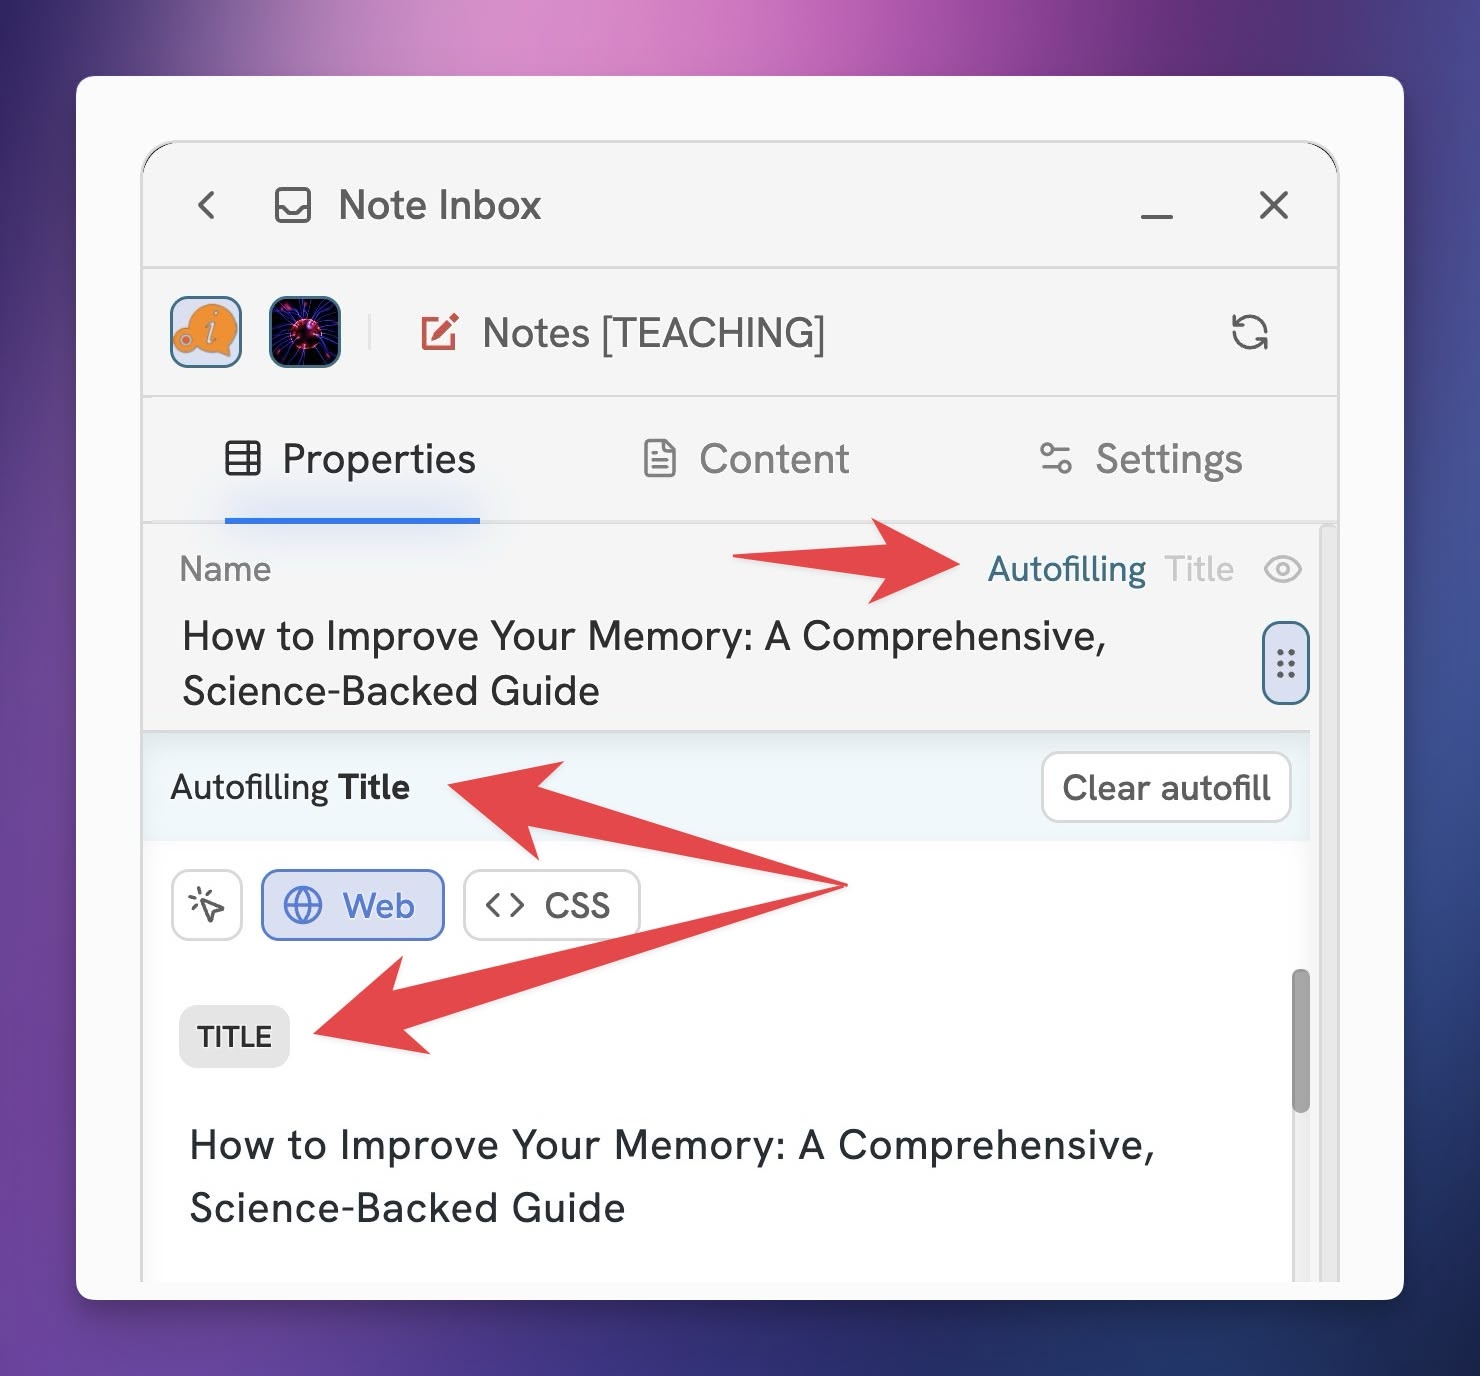 Note Inbox
Notes [TEACHING]
Properties Content Settings
Name Autofilling Title
How to Improve Your Memory: A Comprehensive,
Science-Backed Guide
Autofilling Title Clear autofill
Web CSS
TITLE
How to Improve Your Memory: A Comprehensive,
Science-Backed Guide